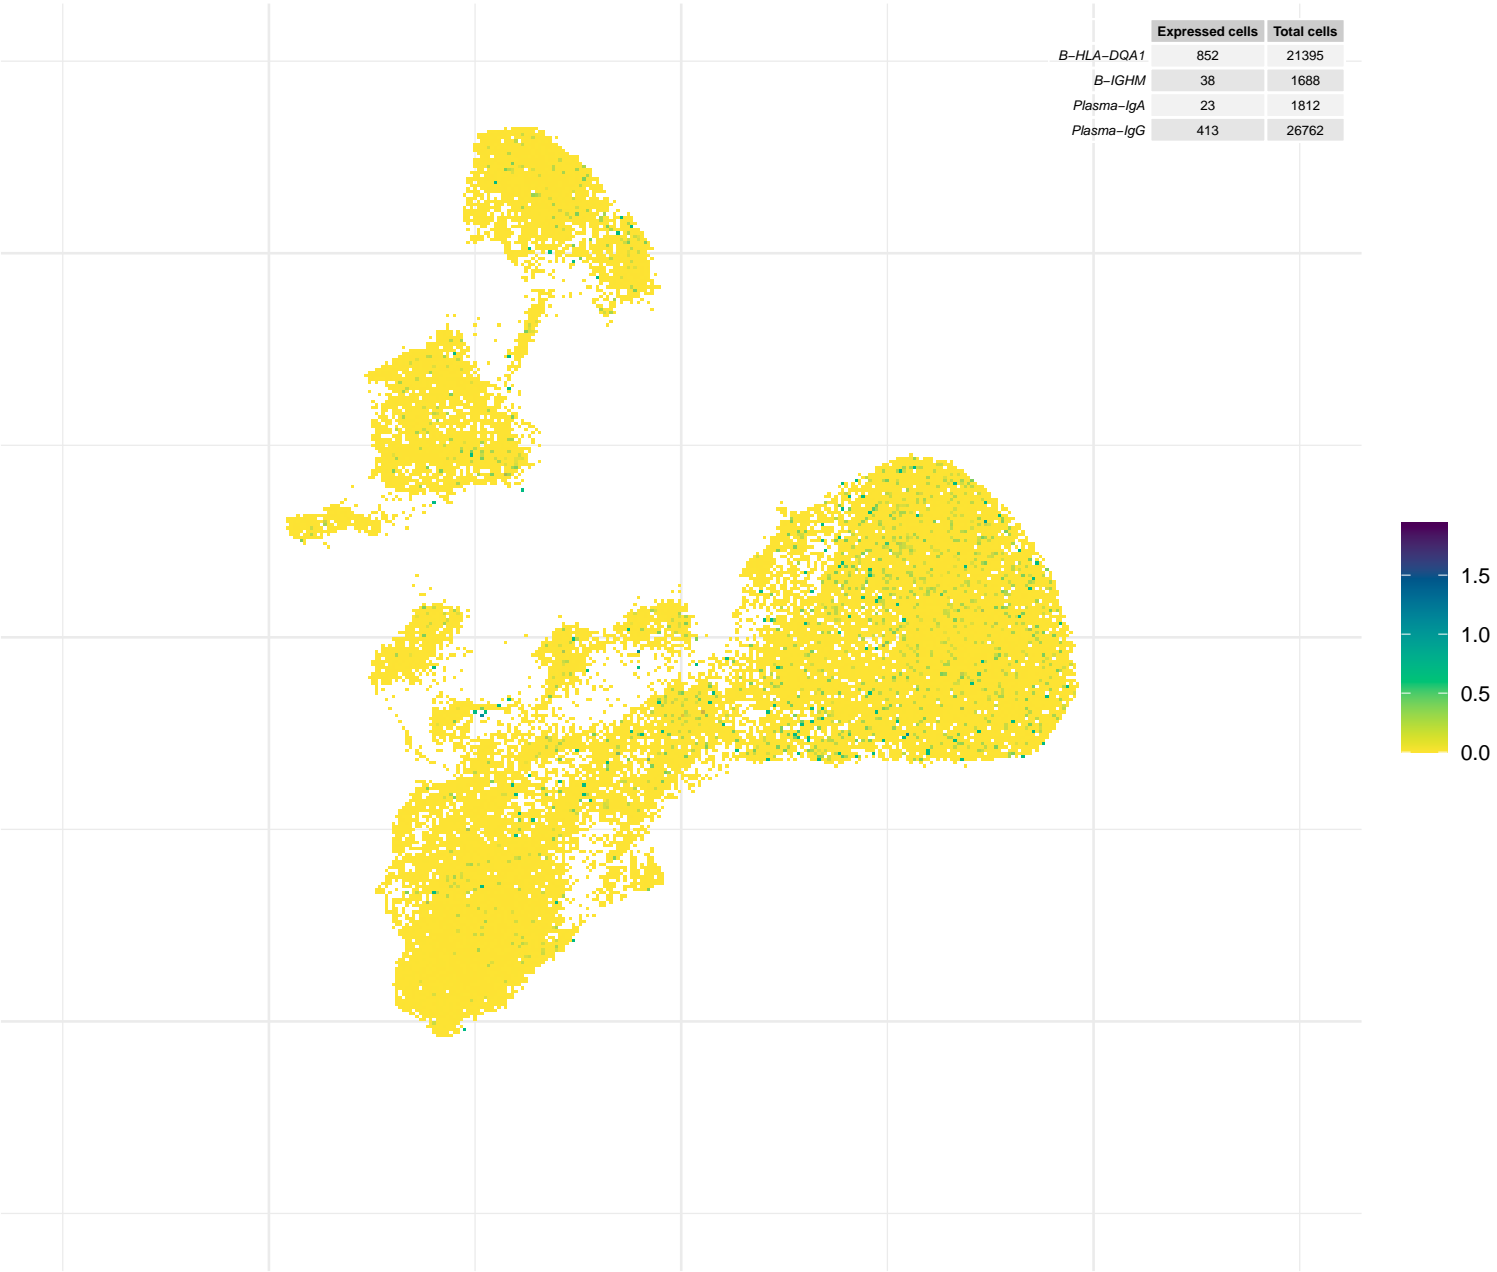 Expressed cells Total cells
B−HLA−DQA1 852 21395
B−IGHM 38 1688
Plasma−IgA 23 1812
Plasma−IgG 413 26762
1.5
1.0
0.5
0.0